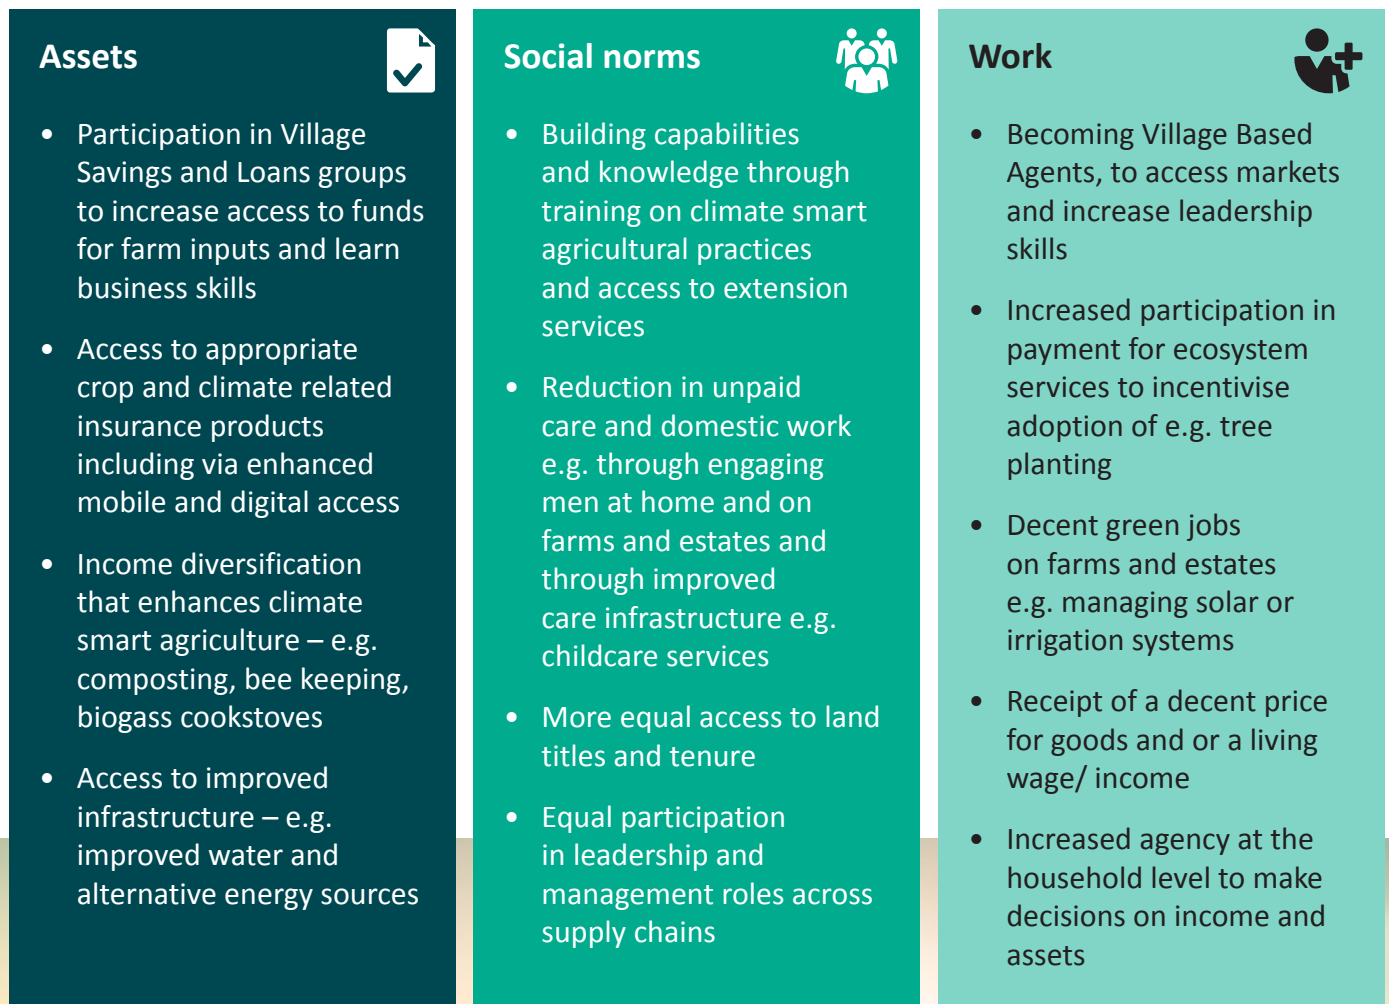 Assets
• Participation in Village
Savings and Loans groups
to increase access to funds
for farm inputs and learn
business skills
• Access to appropriate
crop and climate related
insurance products
including via enhanced
mobile and digital access
• Income diversification
that enhances climate
smart agriculture – e.g.
composting, bee keeping,
biogass cookstoves
• Access to improved
infrastructure – e.g.
improved water and
alternative energy sources
Social norms
• Building capabilities
and knowledge through
training on climate smart
agricultural practices
and access to extension
services
• Reduction in unpaid
care and domestic work
e.g. through engaging
men at home and on
farms and estates and
through improved
care infrastructure e.g.
childcare services
• More equal access to land
titles and tenure
• Equal participation
in leadership and
management roles across
supply chains
Work
• Becoming Village Based
Agents, to access markets
and increase leadership
skills
• Increased participation in
payment for ecosystem
services to incentivise
adoption of e.g. tree
planting
• Decent green jobs
on farms and estates
e.g. managing solar or
irrigation systems
• Receipt of a decent price
for goods and or a living
wage/ income
• Increased agency at the
household level to make
decisions on income and
assets